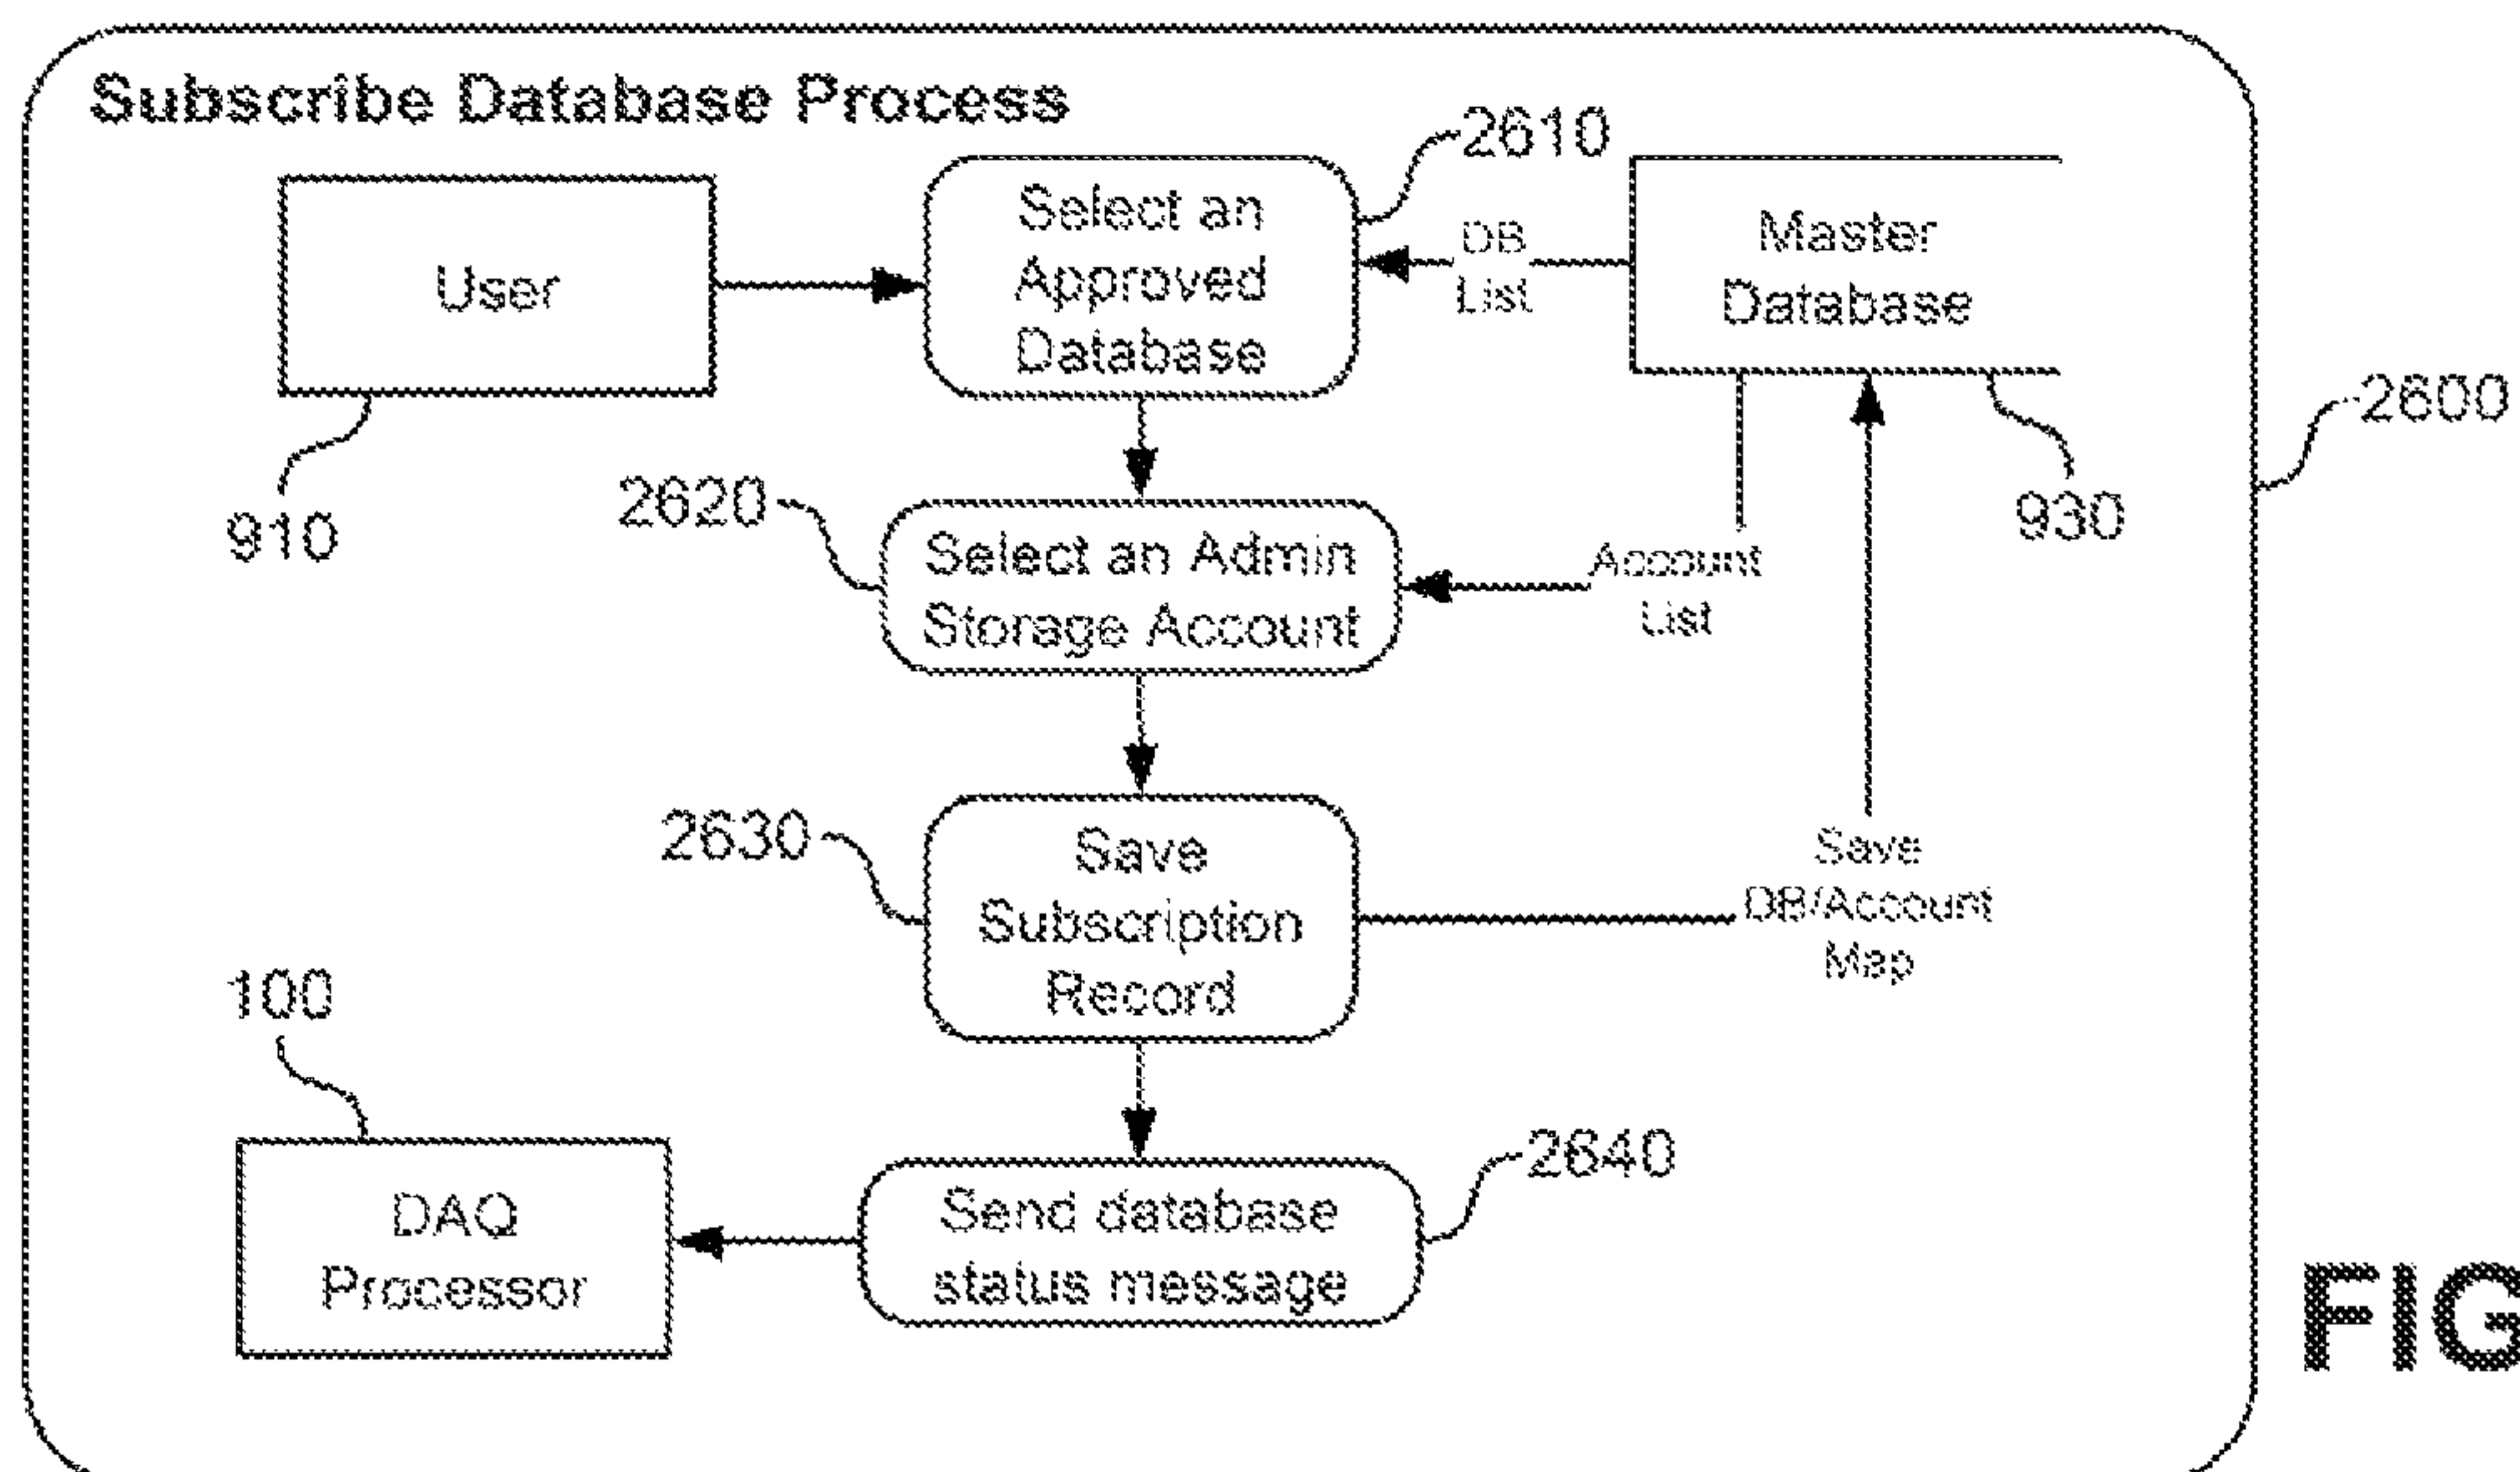 Subscribe Database Process
2610
Select an
Approved
Database
User
DB
List
Master
Database
2600
910
2620
930
Select an Admin
Storage Account
Account
List
2630
Save
Subscription
Record
Save
DB/Account
Map
100
DAQ
Processor
2640
Send database
status message
FIG